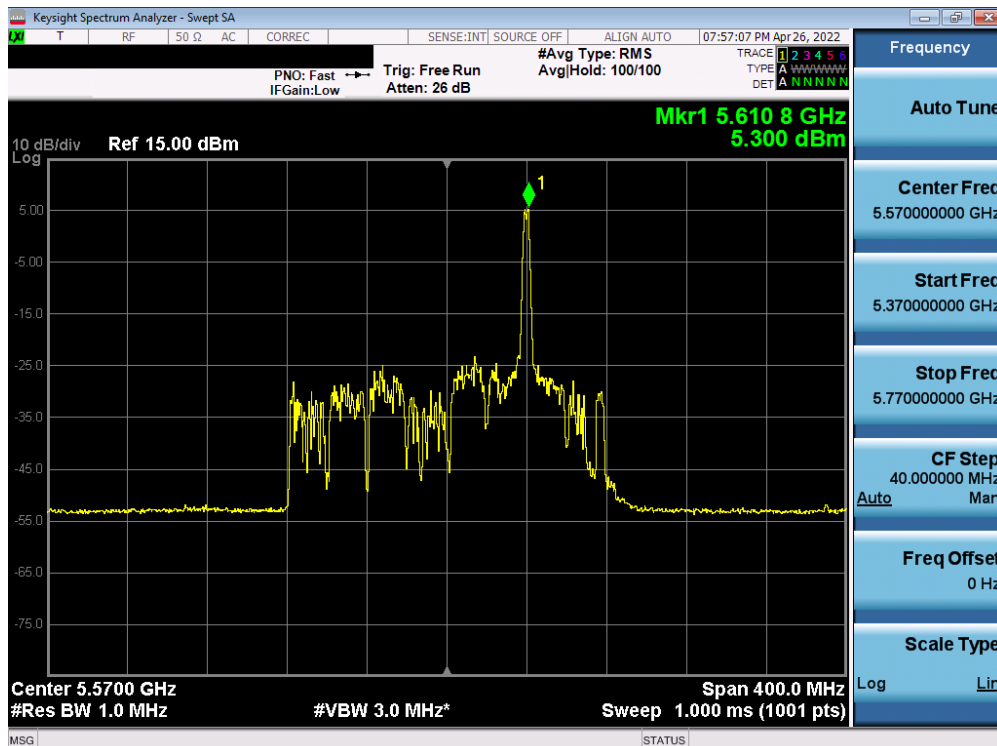 Keysight Spectrum Analyzer - Swept SA
LXI T RF 50 Ω AC CORREC SENSE:INT SOURCE OFF ALIGN AUTO 07:57:07 PM Apr 26, 2022
PNO: Fast
IFGain:Low
Trig: Free Run
Atten: 26 dB
#Avg Type: RMS
Avg|Hold: 100/100
TRACE 1 2 3 4 5 6
TYPE A WWWWW
DET A N N N N N
Mkr1 5.610 8 GHz
5.300 dBm
10 dB/div
Log
Ref 15.00 dBm
1
5.00
-5.00
-15.0
-25.0
-35.0
-45.0
-55.0
-65.0
-75.0
Center 5.5700 GHz
Span 400.0 MHz
#Res BW 1.0 MHz
#VBW 3.0 MHz*
Sweep 1.000 ms (1001 pts)
MSG
STATUS
Frequency
Auto Tune
Center Freq
5.570000000 GHz
Start Freq
5.370000000 GHz
Stop Freq
5.770000000 GHz
CF Step
40.000000 MHz
Auto Man
Freq Offset
0 Hz
Scale Type
Log Lin